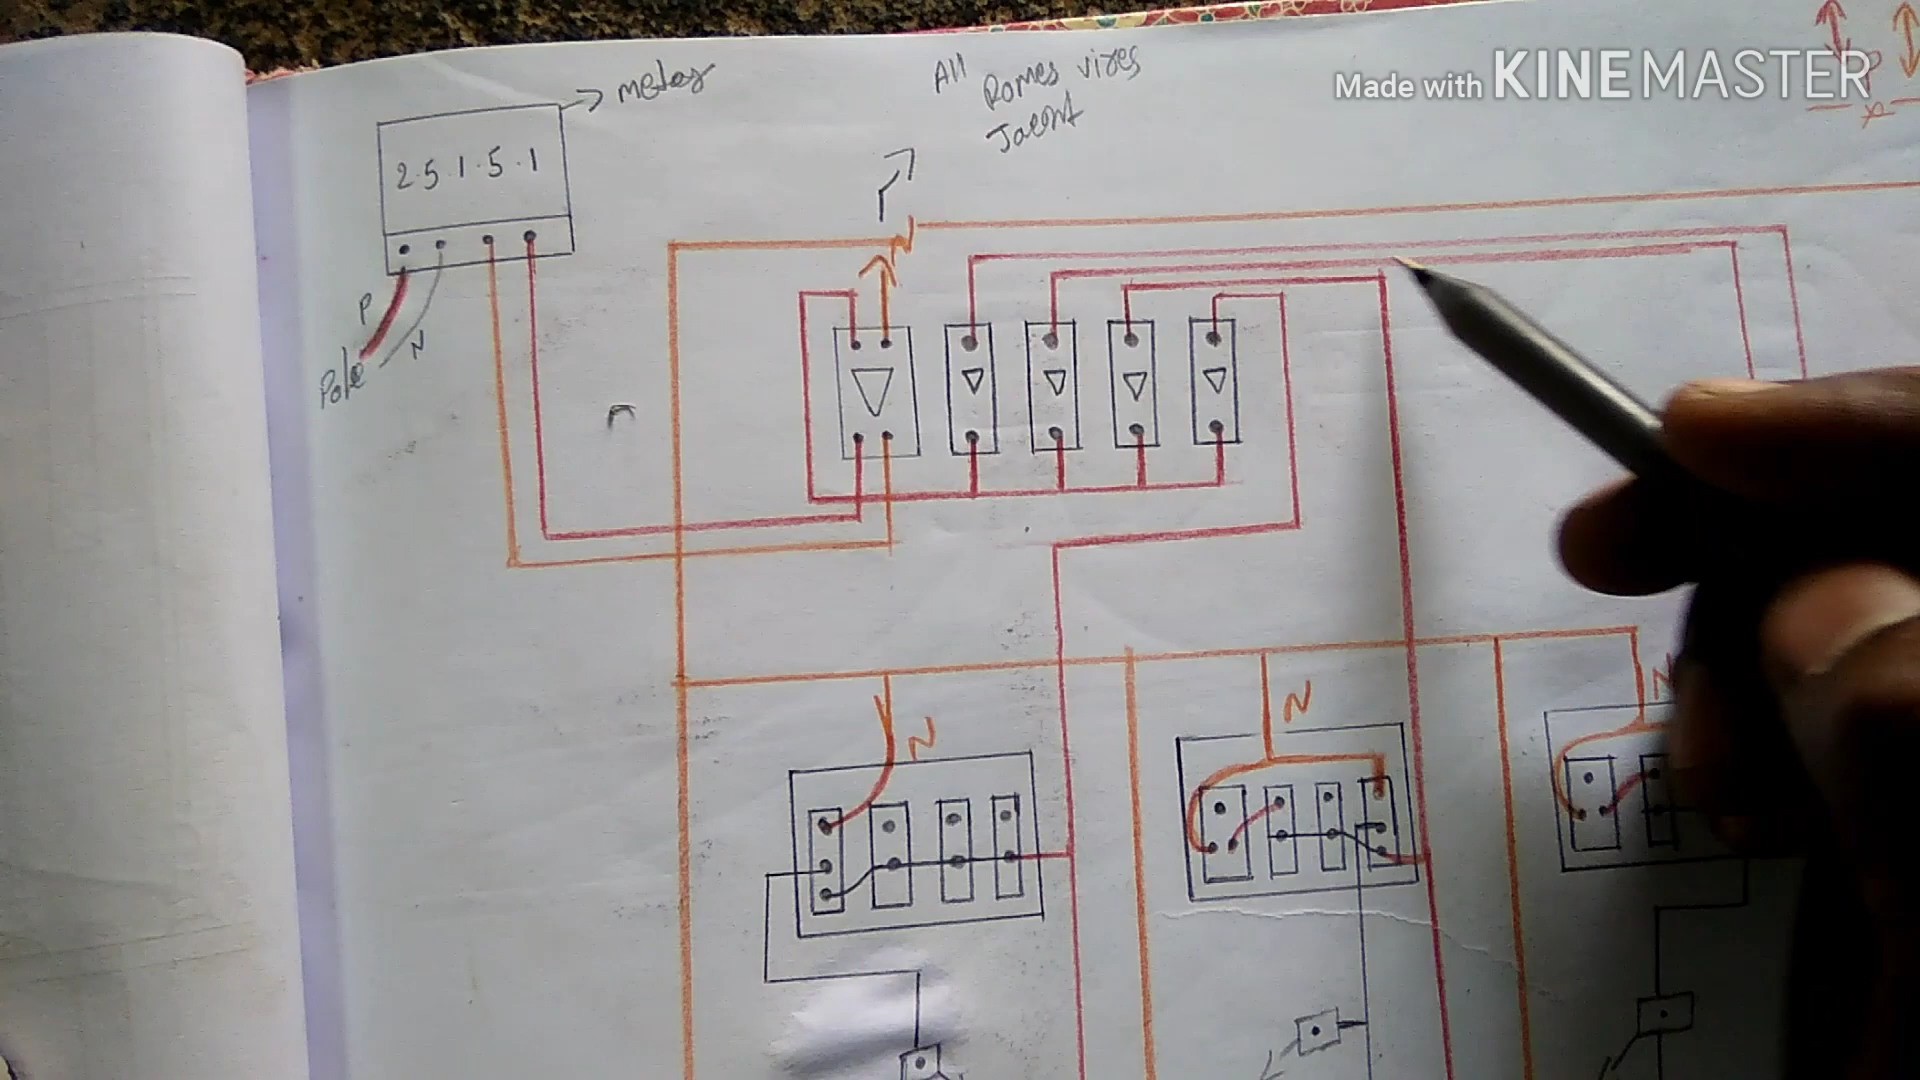 Made with KINEMASTER
→ meter
All
Romes vires
Jaent
2.5.1.5.1
N
P
N
Pole
N
N
N